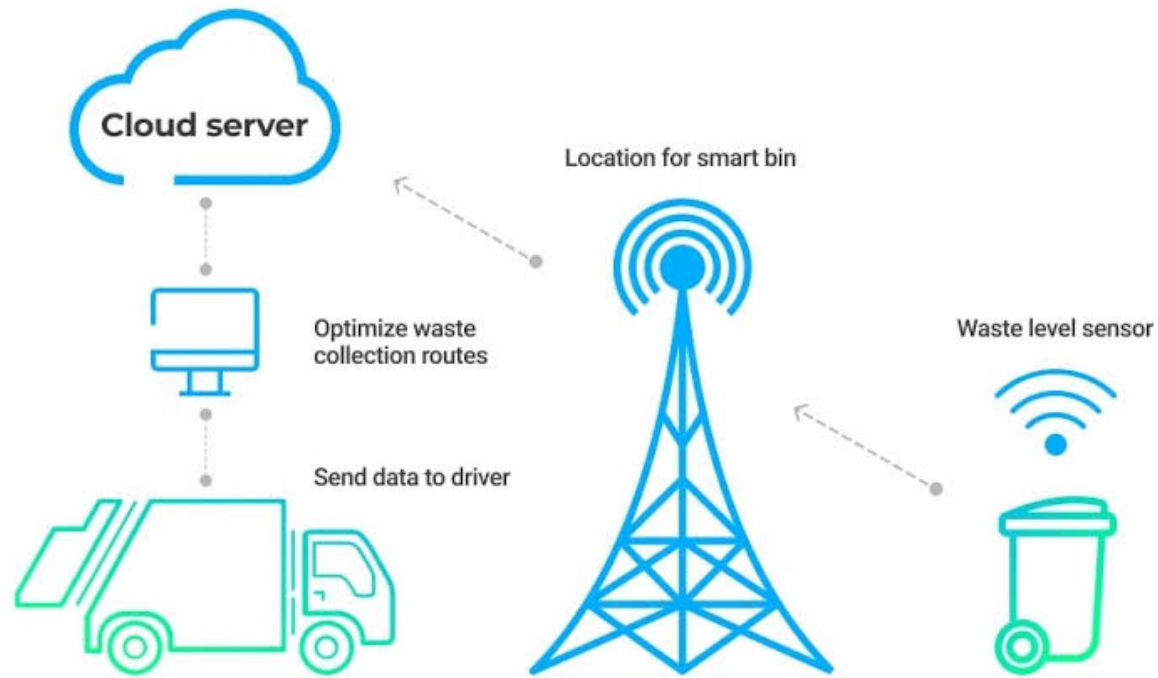 Cloud server
Location for smart bin
Waste level sensor
Optimize waste
collection routes
Send data to driver